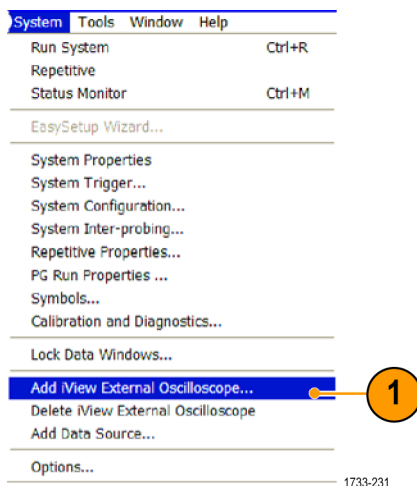 System Tools Window Help
Run System Ctrl+R
Repetitive
Status Monitor Ctrl+M
EasySetup Wizard...
System Properties
System Trigger...
System Configuration...
System Inter-probing...
Repetitive Properties...
PG Run Properties ...
Symbols...
Calibration and Diagnostics...
Lock Data Windows...
Add iView External Oscilloscope...
1
Delete iView External Oscilloscope
Add Data Source...
Options...
1733-231